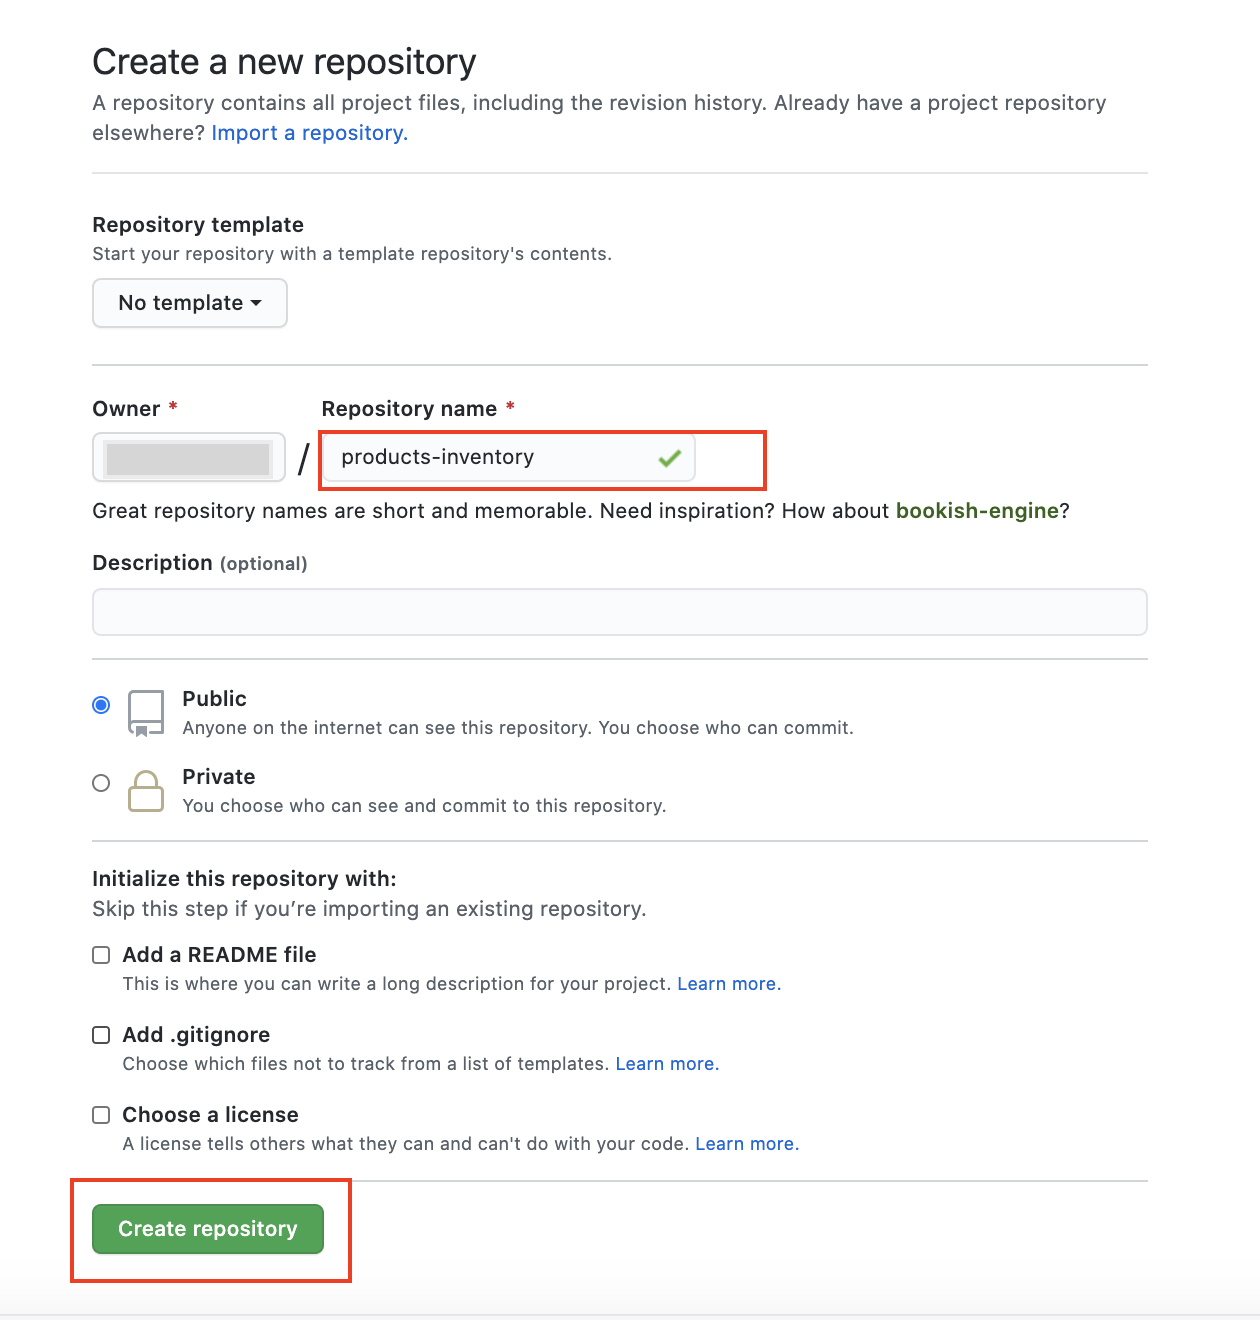 Create a new repository
A repository contains all project files, including the revision history. Already have a project repository
elsewhere? Import a repository.
Repository template
Start your repository with a template repository's contents.
No template
Owner * Repository name *
/ products-inventory
Great repository names are short and memorable. Need inspiration? How about bookish-engine?
Description (optional)
Public
Anyone on the internet can see this repository. You choose who can commit.
Private
You choose who can see and commit to this repository.
Initialize this repository with:
Skip this step if you’re importing an existing repository.
Add a README file
This is where you can write a long description for your project. Learn more.
Add .gitignore
Choose which files not to track from a list of templates. Learn more.
Choose a license
A license tells others what they can and can't do with your code. Learn more.
Create repository